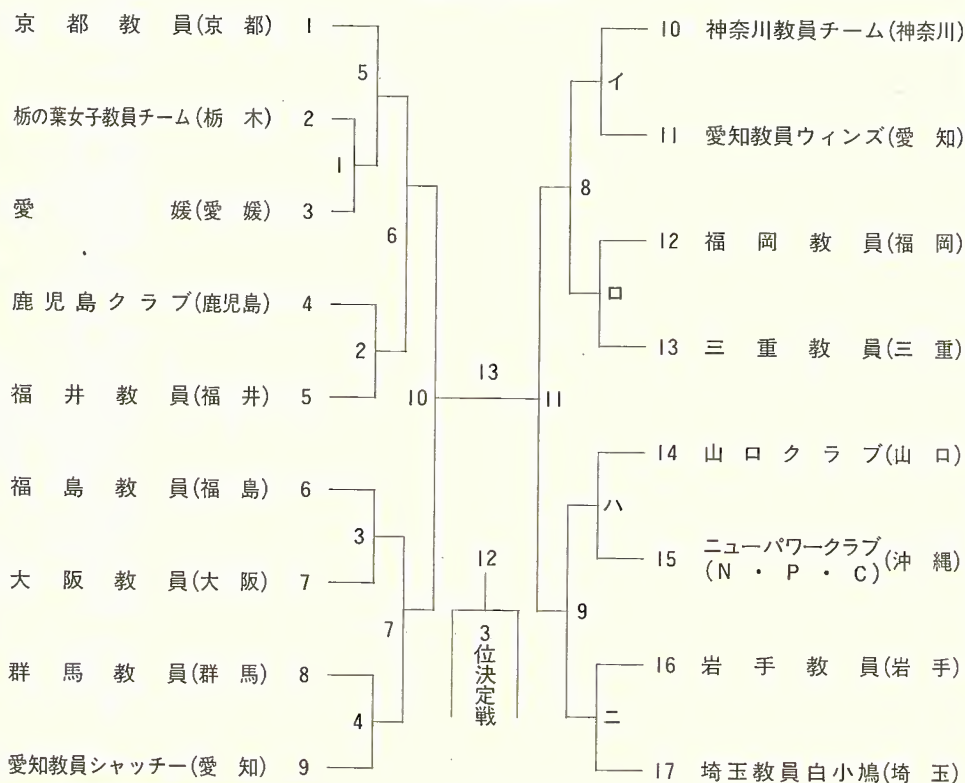 京都教員(京都) 1
栃の葉女子教員チーム(栃木) 2
愛媛(愛媛) 3
鹿児島クラブ(鹿児島) 4
福井教員(福井) 5
福島教員(福島) 6
大阪教員(大阪) 7
群馬教員(群馬) 8
愛知教員シャッチー(愛知) 9
5
1
6
2
10
3
7
4
13
12
3位決定戦
11
8
イ
ロ
9
ハ
ニ
10 神奈川教員チーム(神奈川)
11 愛知教員ウィンズ(愛知)
12 福岡教員(福岡)
13 三重教員(三重)
14 山口クラブ(山口)
15 ニューパワークラブ(N・P・C)(沖縄)
16 岩手教員(岩手)
17 埼玉教員白小鳩(埼玉)